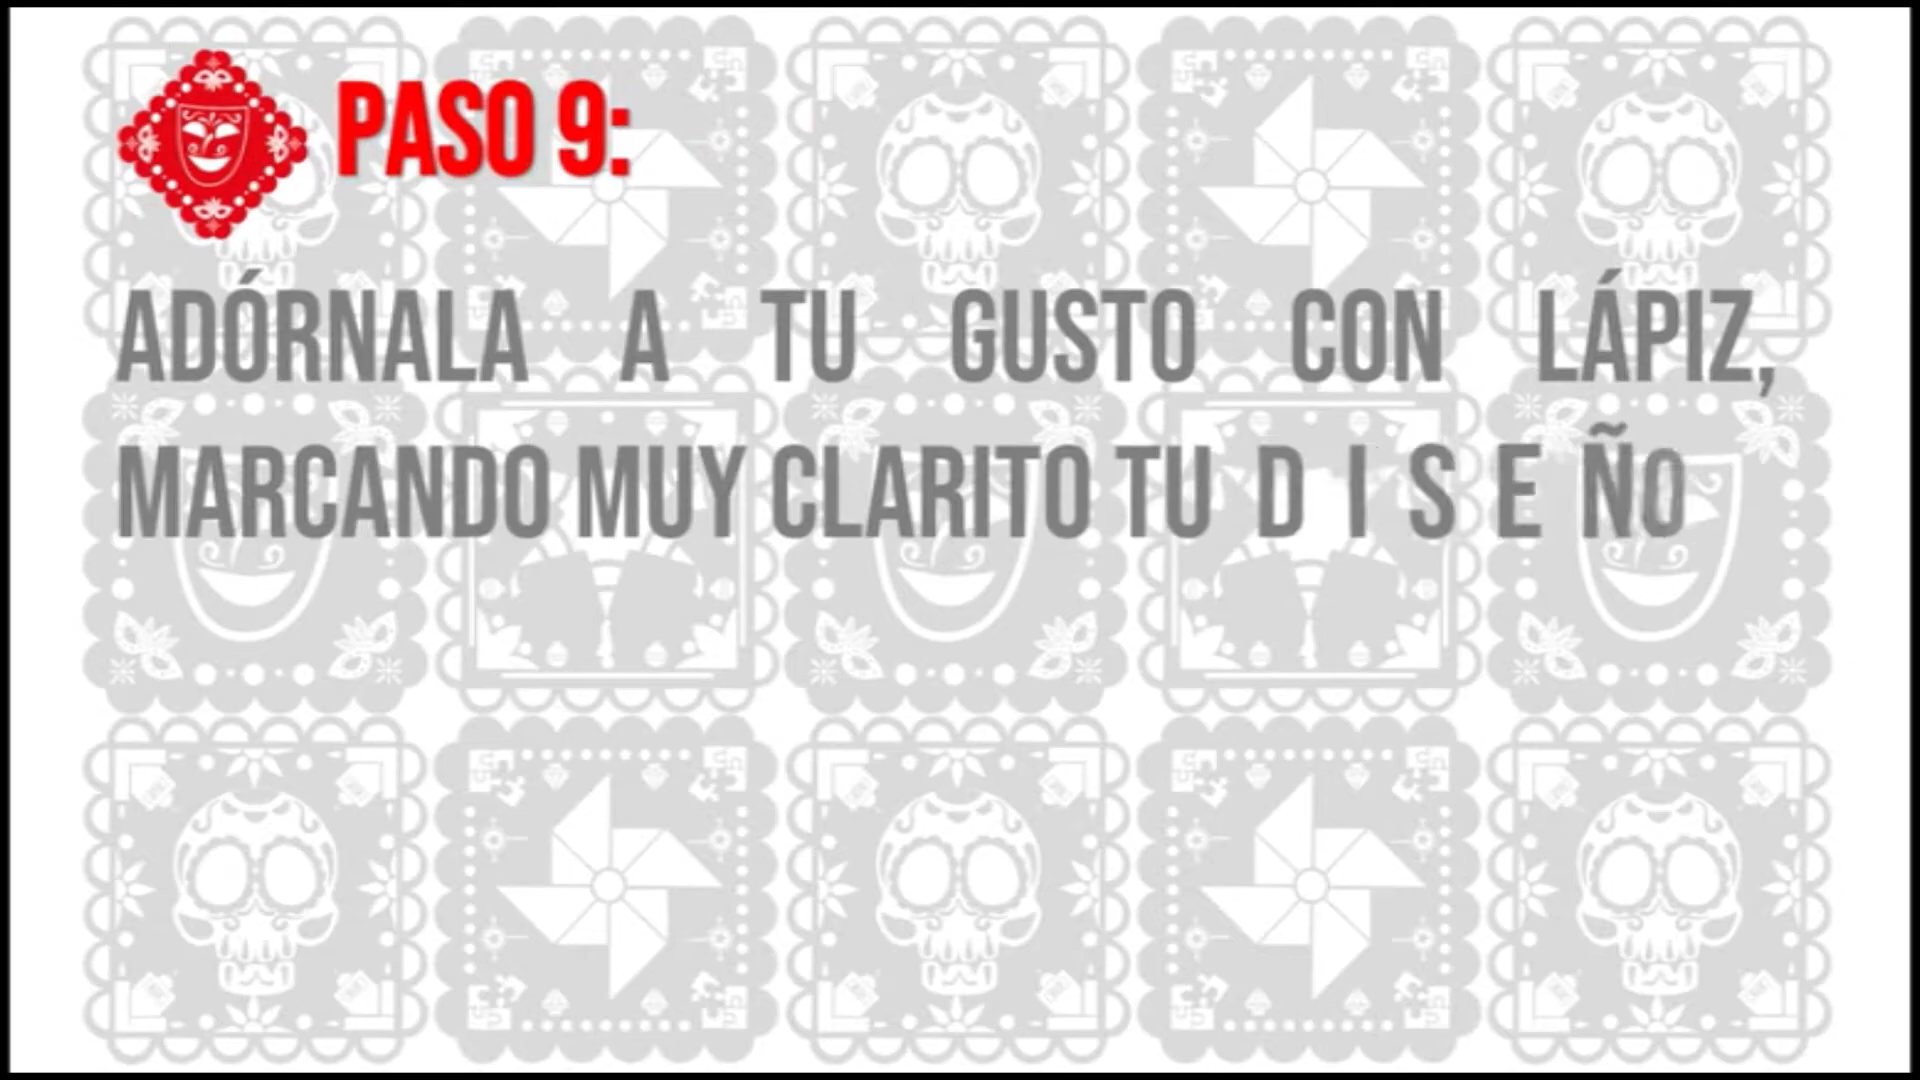 PASO 9:
ADÓRNALA A TU GUSTO CON LÁPIZ,
MARCANDO MUY CLARITO TU D I S E ÑO